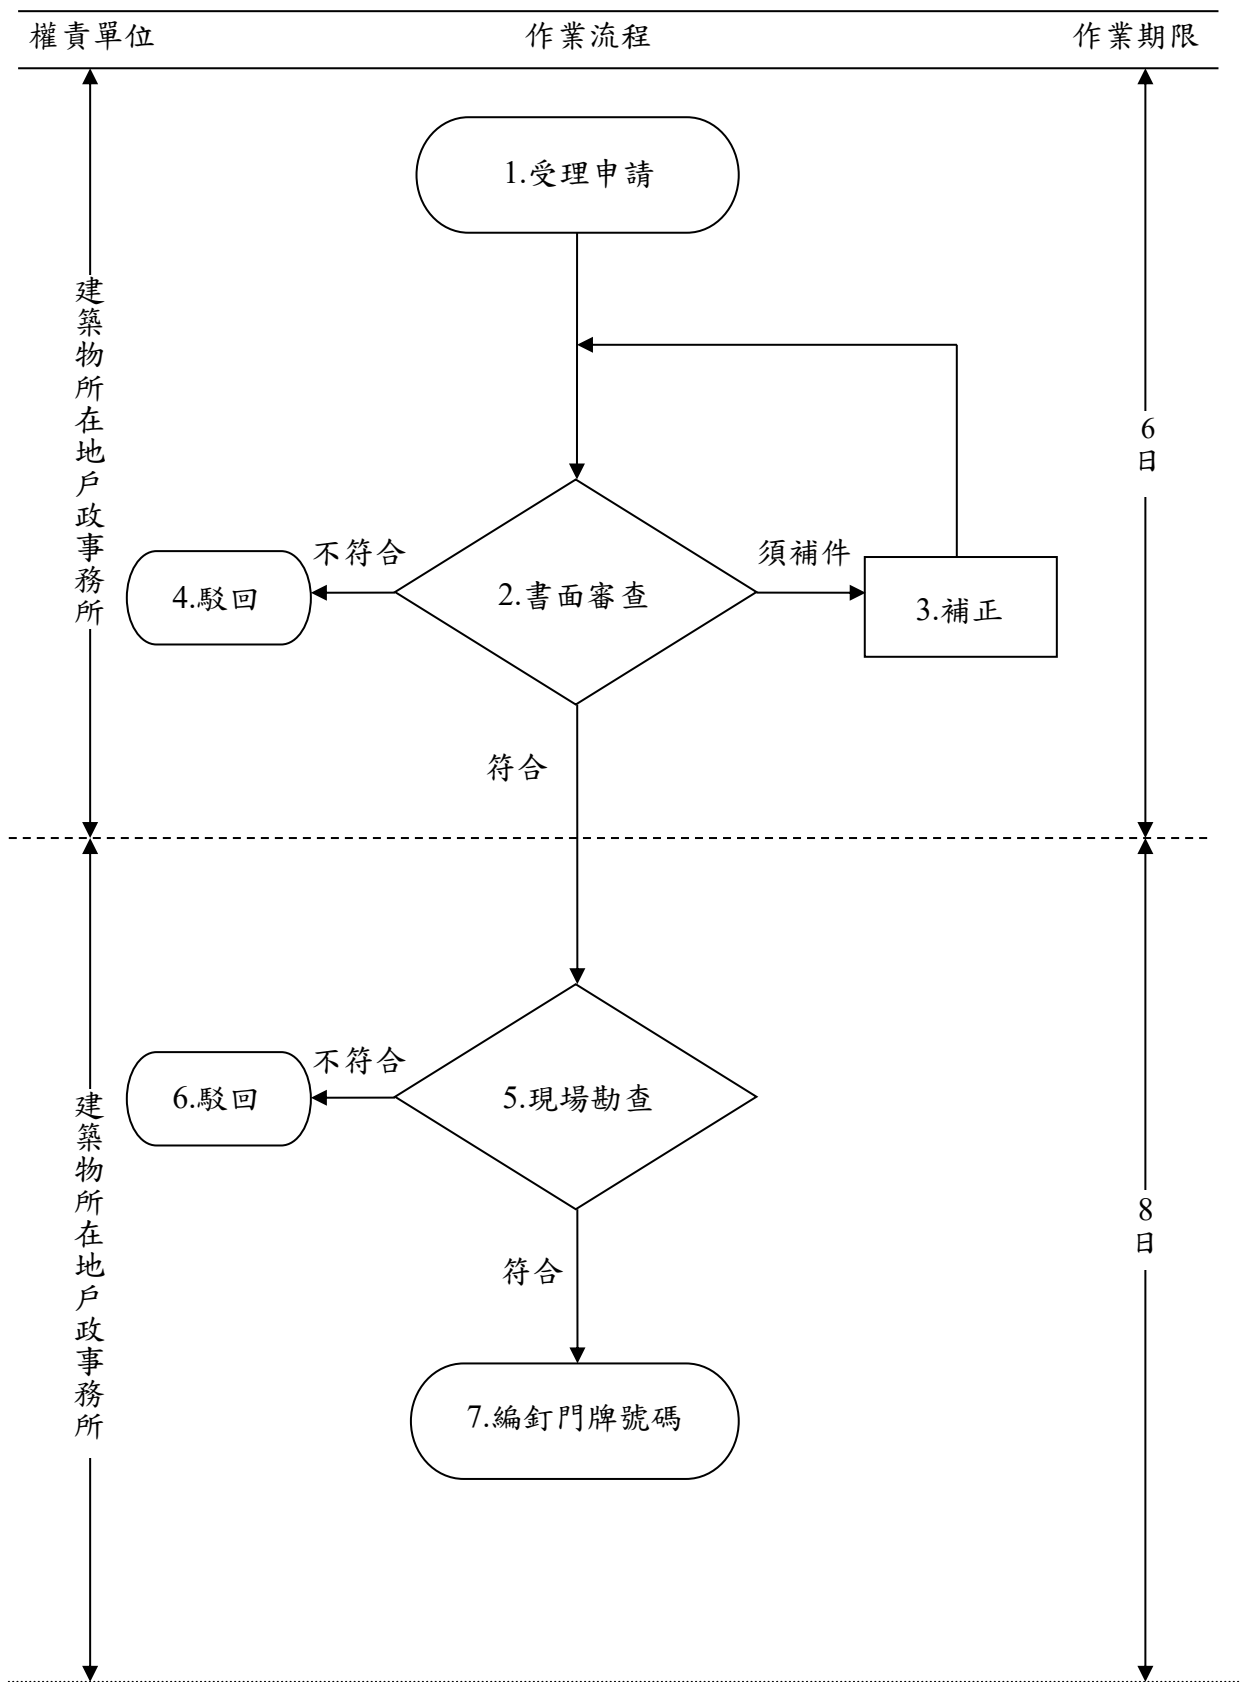 權責單位
作業流程
作業期限
1.受理申請
建築物所在地戶政事務所
6日
不符合
須補件
4.駁回
2.書面審查
3.補正
符合
不符合
6.駁回
5.現場勘查
建築物所在地戶政事務所
8日
符合
7.編釘門牌號碼